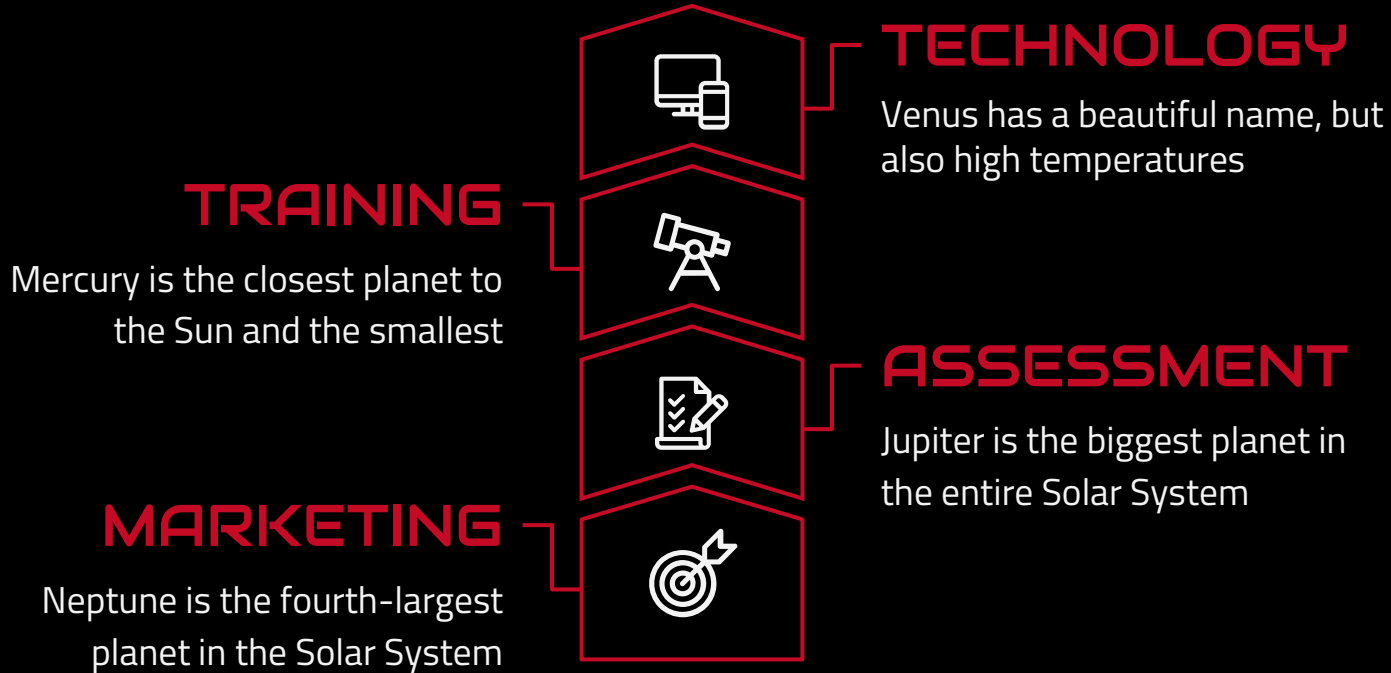 TECHNOLOGY
Venus has a beautiful name, but
also high temperatures
TRAINING
Mercury is the closest planet to
the Sun and the smallest
ASSESSMENT
Jupiter is the biggest planet in
the entire Solar System
MARKETING
Neptune is the fourth-largest
planet in the Solar System